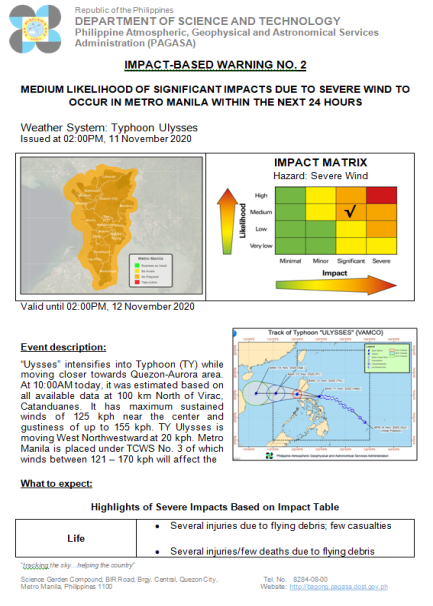 Republic of the Philippines
DEPARTMENT OF SCIENCE AND TECHNOLOGY
Philippine Atmospheric, Geophysical and Astronomical Services
Administration (PAGASA)
IMPACT-BASED WARNING NO. 2
MEDIUM LIKELIHOOD OF SIGNIFICANT IMPACTS DUE TO SEVERE WIND TO
OCCUR IN METRO MANILA WITHIN THE NEXT 24 HOURS
Weather System: Typhoon Ulysses
Issued at 02:00PM, 11 November 2020
Metro Manila
IMPACT MATRIX
Hazard: Severe Wind
Likelihood
High
Medium
√
Low
Very low
Minimal Minor Significant Severe
Impact
Valid until 02:00PM, 12 November 2020
Event description:
"Uysses" intensifies into Typhoon (TY) while
moving closer towards Quezon-Aurora area.
At 10:00AM today, it was estimated based on
all available data at 100 km North of Virac,
Catanduanes. It has maximum sustained
winds of 125 kph near the center and
gustiness of up to 155 kph. TY Ulysses is
moving West Northwestward at 20 kph. Metro
Manila is placed under TCWS No. 3 of which
winds between 121 – 170 kph will affect the
Track of Typhoon "ULYSSES" {VAMCO}
Philippine Atmospheric, Geophysical and Astronomical Services Administration
What to expect:
Highlights of Severe Impacts Based on Impact Table
Life
• Several injuries due to flying debris; few casualties
• Several injuries/few deaths due to flying debris
"tracking the sky...helping the country"
Science Garden Compound, BIR Road, Brgy. Central, Quezon City,
Metro Manila, Philippines 1100
Tel. No. 8284-08-00
Website: http://bagong.pagasa.dost.gov.ph